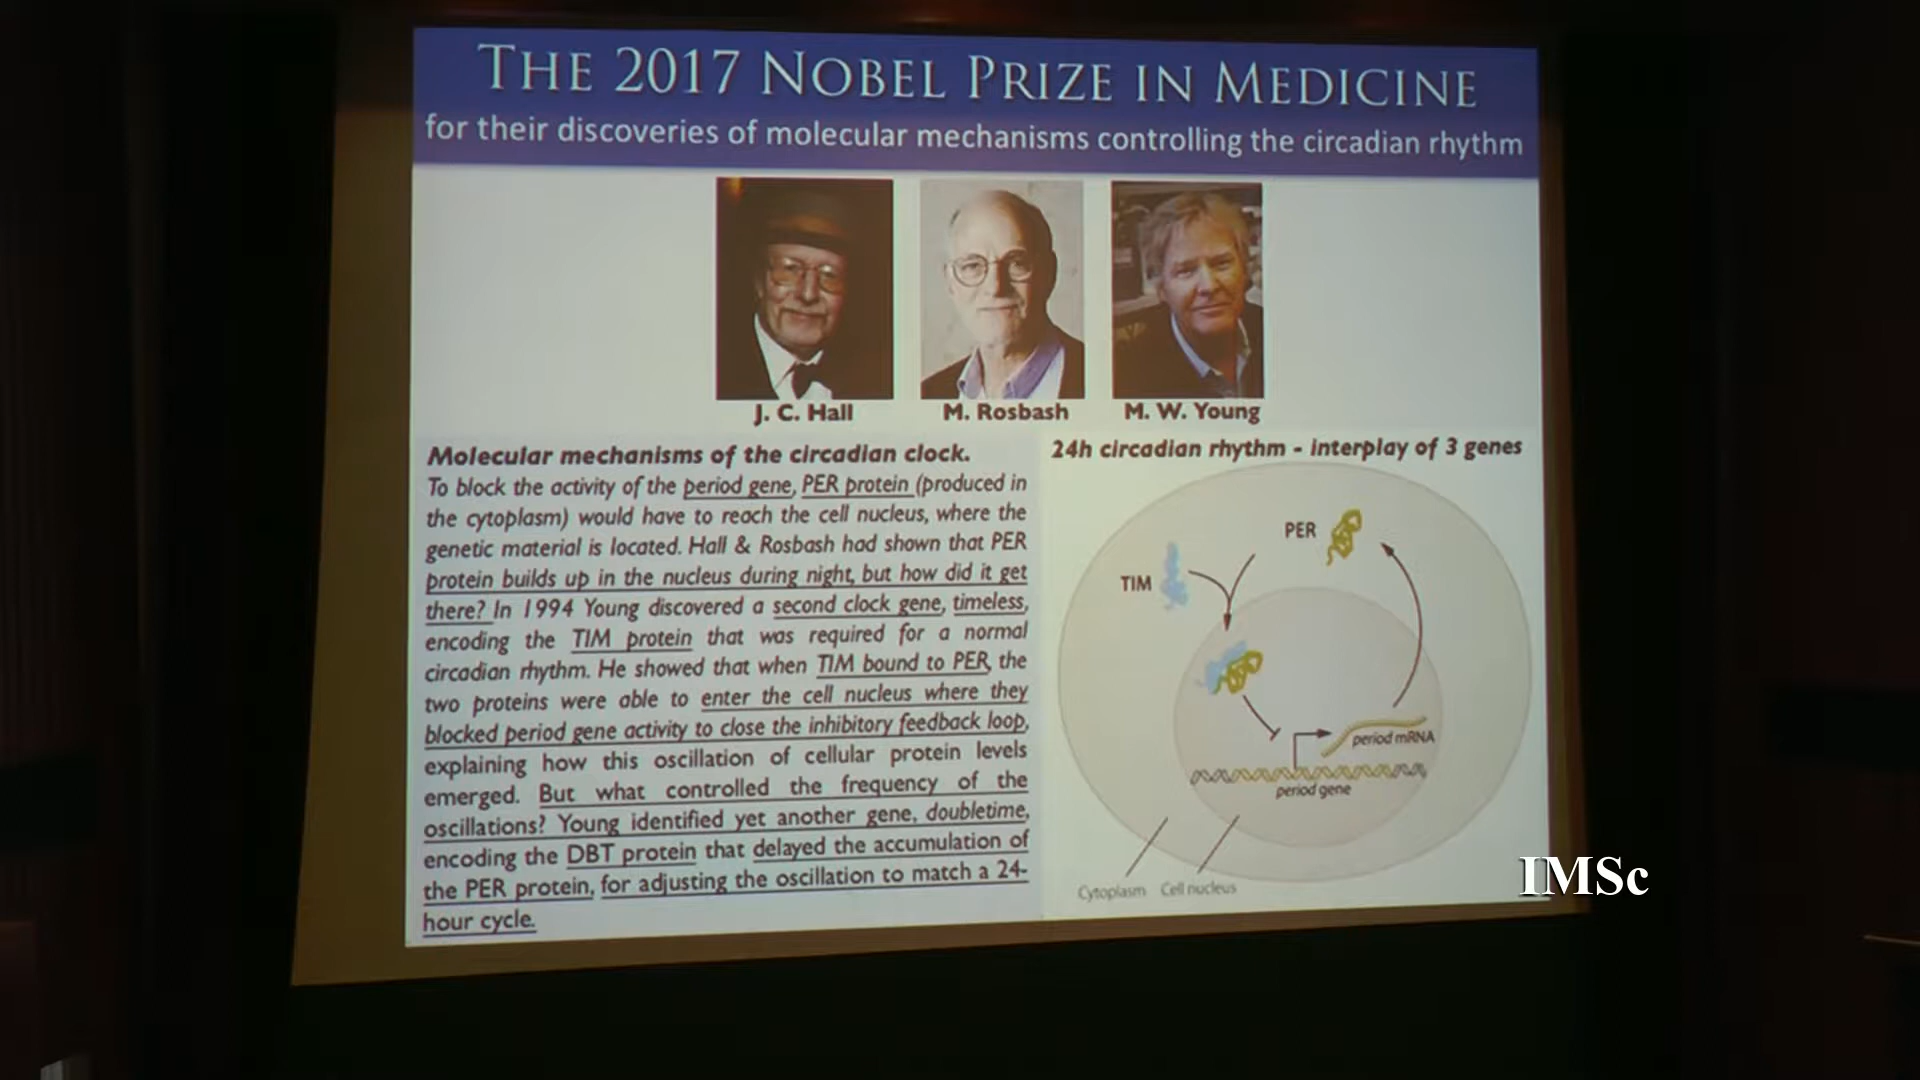 THE 2017 NOBEL PRIZE IN MEDICINE
for their discoveries of molecular mechanisms controlling the circadian rhythm
J. C. Hall
M. Rosbash
M. W. Young
Molecular mechanisms of the circadian clock.
To block the activity of the period gene, PER protein (produced in
the cytoplasm) would have to reach the cell nucleus, where the
genetic material is located. Hall & Rosbash had shown that PER
protein builds up in the nucleus during night, but how did it get
there? In 1994 Young discovered a second clock gene, timeless,
encoding the TIM protein that was required for a normal
circadian rhythm. He showed that when TIM bound to PER, the
two proteins were able to enter the cell nucleus where they
blocked period gene activity to close the inhibitory feedback loop,
explaining how this oscillation of cellular protein levels
emerged. But what controlled the frequency of the
oscillations? Young identified yet another gene, doubletime,
encoding the DBT protein that delayed the accumulation of
the PER protein, for adjusting the oscillation to match a 24-
hour cycle.
24h circadian rhythm - interplay of 3 genes
PER
TIM
period mRNA
period gene
Cytoplasm
Cell nucleus
IMSc